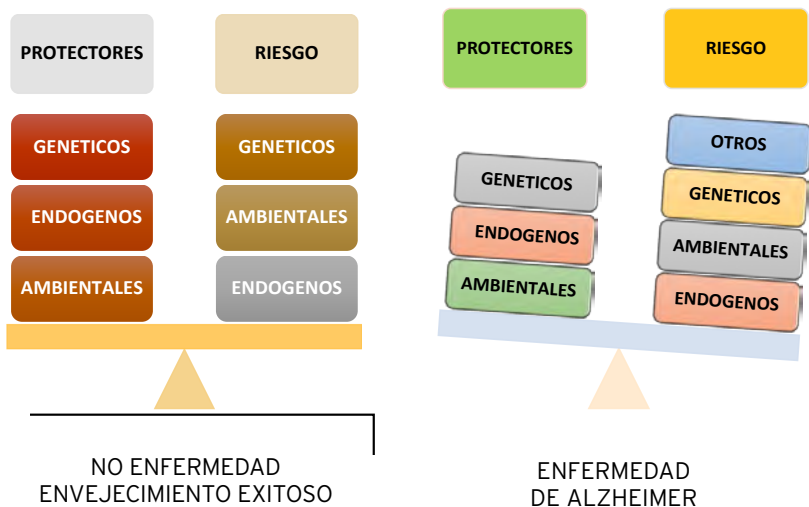 PROTECTORES
RIESGO
GENETICOS
GENETICOS
ENDOGENOS
AMBIENTALES
AMBIENTALES
ENDOGENOS
NO ENFERMEDAD
ENVEJECIMIENTO EXITOSO
PROTECTORES
RIESGO
OTROS
GENETICOS
GENETICOS
ENDOGENOS
AMBIENTALES
AMBIENTALES
ENDOGENOS
ENFERMEDAD
DE ALZHEIMER